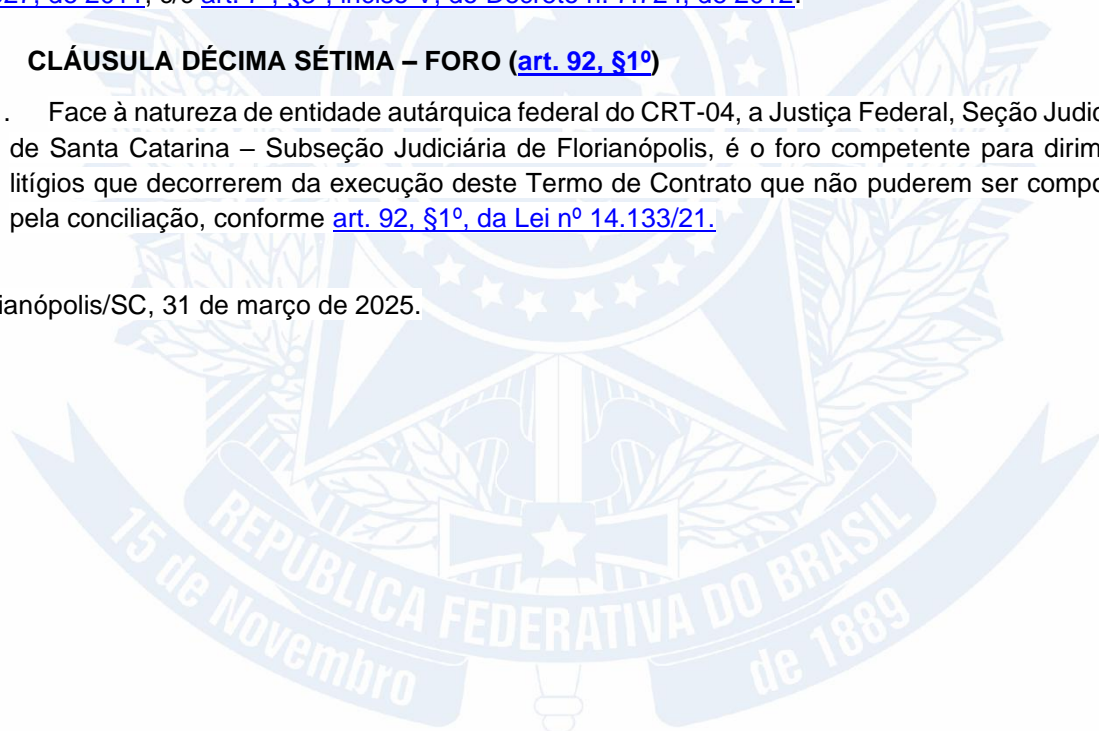 27, de 2011, c/c art. 7º, §3º, inciso V, do Decreto n. 7.724, de 2012.
CLÁUSULA DÉCIMA SÉTIMA – FORO (art. 92, §1º)
. Face à natureza de entidade autárquica federal do CRT-04, a Justiça Federal, Seção Judic
de Santa Catarina – Subseção Judiciária de Florianópolis, é o foro competente para dirim
litígios que decorrerem da execução deste Termo de Contrato que não puderem ser compo
pela conciliação, conforme art. 92, §1º, da Lei nº 14.133/21.
ianópolis/SC, 31 de março de 2025.
REPÚBLICA FEDERATIVA DO BRASIL
15 de Novembro de 1889